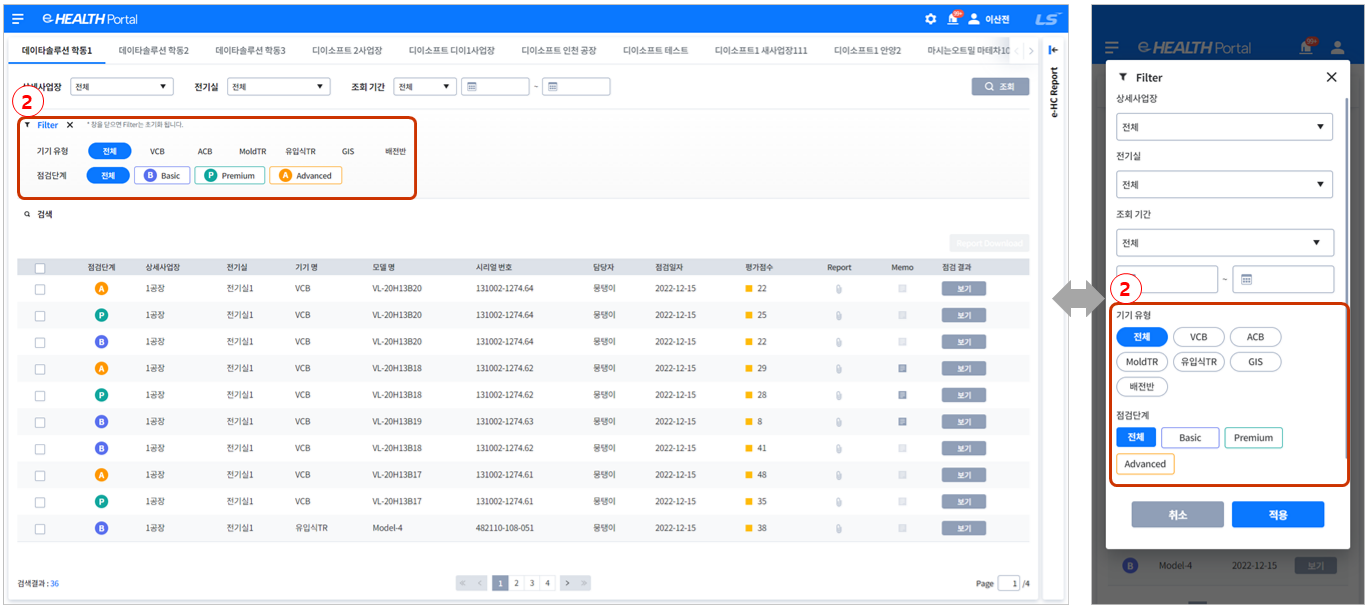 e-HEALTH Portal
99+
이산전
LS
데이타솔루션 학동1 데이타솔루션 학동2 데이타솔루션 학동3 디이소프트 2사업장 디이소프트 디이1사업장 디이소프트 인천 공장 디이소프트 테스트 디이소프트1 새사업장111 디이소프트1 안양2 마시는오트밀 마테차10
상세사업장 전체 전기실 전체 조회 기간 전체 ~ 조회
e-HC Report
2
Filter × * 창을 닫으면 Filter는 초기화 됩니다.
기기 유형 전체 VCB ACB MoldTR 유입식TR GIS 배전반
점검단계 전체 B Basic P Premium A Advanced
검색
Report Download
점검단계 상세사업장 전기실 기기 명 모델 명 시리얼 번호 담당자 점검일자 평가점수 Report Memo 점검 결과
A 1공장 전기실1 VCB VL-20H13B20 131002-1274.64 몽땡이 2022-12-15 22 보기
P 1공장 전기실1 VCB VL-20H13B20 131002-1274.64 몽땡이 2022-12-15 25 보기
B 1공장 전기실1 VCB VL-20H13B20 131002-1274.64 몽땡이 2022-12-15 22 보기
A 1공장 전기실1 VCB VL-20H13B18 131002-1274.62 몽땡이 2022-12-15 29 보기
P 1공장 전기실1 VCB VL-20H13B18 131002-1274.62 몽땡이 2022-12-15 28 보기
B 1공장 전기실1 VCB VL-20H13B19 131002-1274.63 몽땡이 2022-12-15 8 보기
B 1공장 전기실1 VCB VL-20H13B18 131002-1274.62 몽땡이 2022-12-15 41 보기
A 1공장 전기실1 VCB VL-20H13B17 131002-1274.61 몽땡이 2022-12-15 48 보기
P 1공장 전기실1 VCB VL-20H13B17 131002-1274.61 몽땡이 2022-12-15 35 보기
B 1공장 전기실1 유입식TR Model-4 482110-108-051 몽땡이 2022-12-15 38 보기
검색결과 : 36
« < 1 2 3 4 > »
Page 1 /4
e-HEALTH Portal
99+
Filter ×
상세사업장
전체
전기실
전체
조회 기간
전체
~
2
기기 유형
전체 VCB ACB
MoldTR 유입식TR GIS
배전반
점검단계
전체 Basic Premium
Advanced
취소 적용
B Model-4 2022-12-15 보기